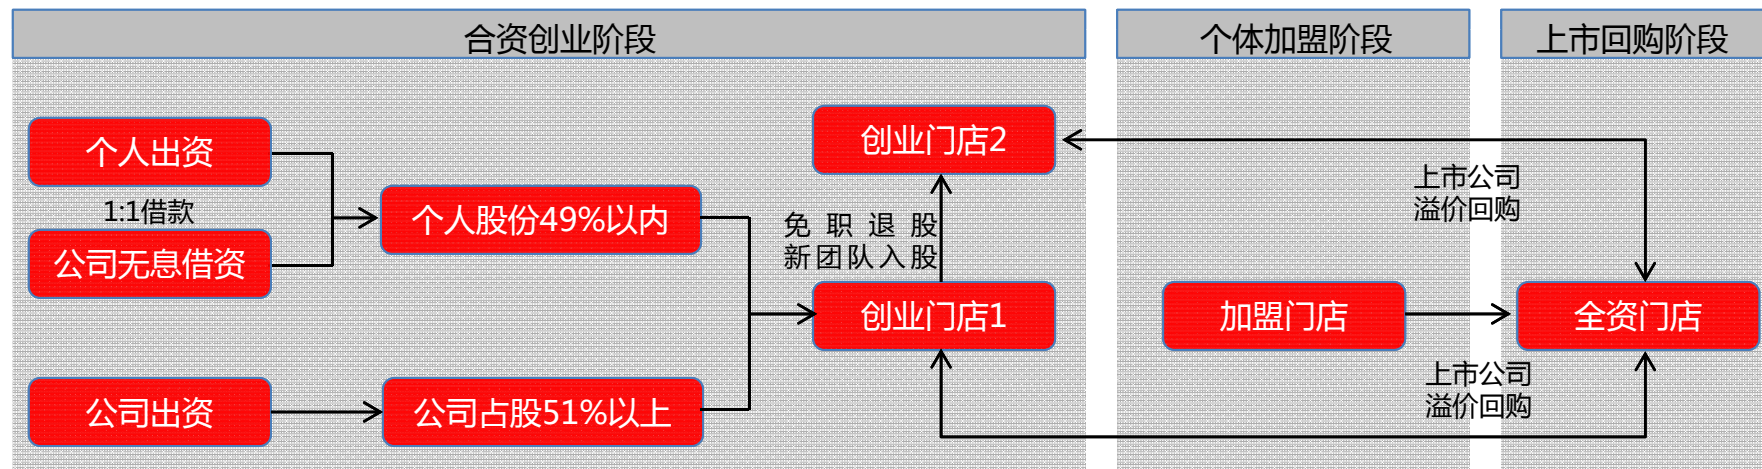 合资创业阶段
个体加盟阶段
上市回购阶段
个人出资
1:1借款
公司无息借资
个人股份49%以内
公司出资
公司占股51%以上
创业门店2
免职退股
新团队入股
创业门店1
加盟门店
上市公司
溢价回购
全资门店
上市公司
溢价回购